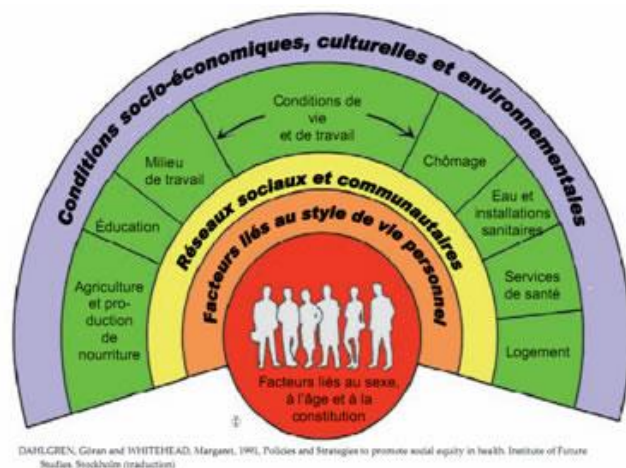 Conditions socio-économiques, culturelles et environnementales
Conditions de
vie
et de travail
Milieu
de travail
Chômage
Éducation
Eau et
installations
sanitaires
Agriculture
et pro-
duction
de
nourriture
Services
de santé
Logement
Réseaux sociaux et communautaires
Facteurs liés au style de vie personnel
Facteurs liés au sexe,
à l'âge et à la
constitution
DAHLGREN, Göran and WHITEHEAD, Margaret, 1991, Policies and Strategies to promote social equity in health. Institute of Future
Studies. Stockholm (traduction)